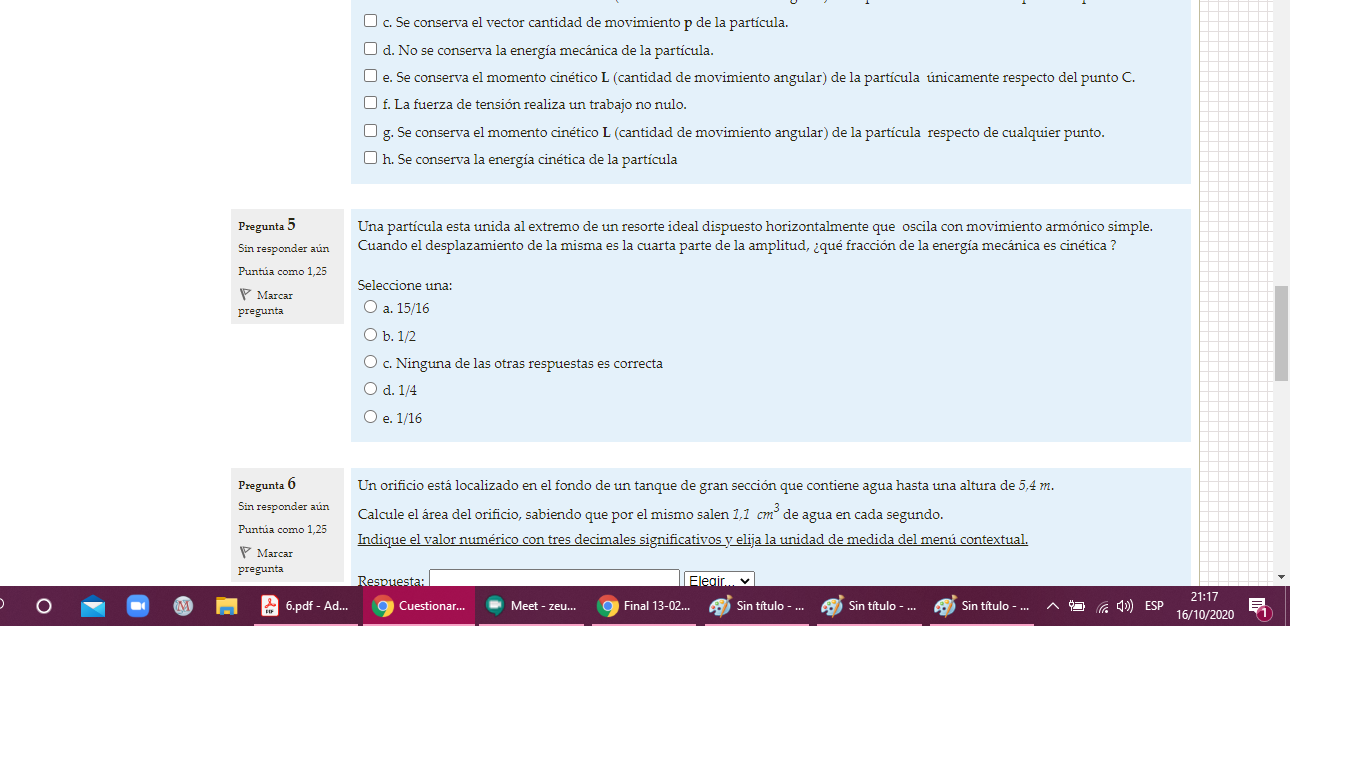 c. Se conserva el vector cantidad de movimiento p de la partícula.
d. No se conserva la energía mecánica de la partícula.
e. Se conserva el momento cinético L (cantidad de movimiento angular) de la partícula únicamente respecto del punto C.
f. La fuerza de tensión realiza un trabajo no nulo.
g. Se conserva el momento cinético L (cantidad de movimiento angular) de la partícula respecto de cualquier punto.
h. Se conserva la energía cinética de la partícula
Pregunta 5
Sin responder aún
Puntúa como 1,25
Marcar
pregunta
Una partícula esta unida al extremo de un resorte ideal dispuesto horizontalmente que oscila con movimiento armónico simple.
Cuando el desplazamiento de la misma es la cuarta parte de la amplitud, ¿qué fracción de la energía mecánica es cinética ?
Seleccione una:
a. 15/16
b. 1/2
c. Ninguna de las otras respuestas es correcta
d. 1/4
e. 1/16
Pregunta 6
Sin responder aún
Puntúa como 1,25
Marcar
pregunta
Un orificio está localizado en el fondo de un tanque de gran sección que contiene agua hasta una altura de 5,4 m.
Calcule el área del orificio, sabiendo que por el mismo salen 1,1 cm³ de agua en cada segundo.
Indique el valor numérico con tres decimales significativos y elija la unidad de medida del menú contextual.
Respuesta: Elegir...
6.pdf - Ad... Cuestionar... Meet - zeu... Final 13-02... Sin título - ... Sin título - ... Sin título - ... ESP 21:17
16/10/2020 1